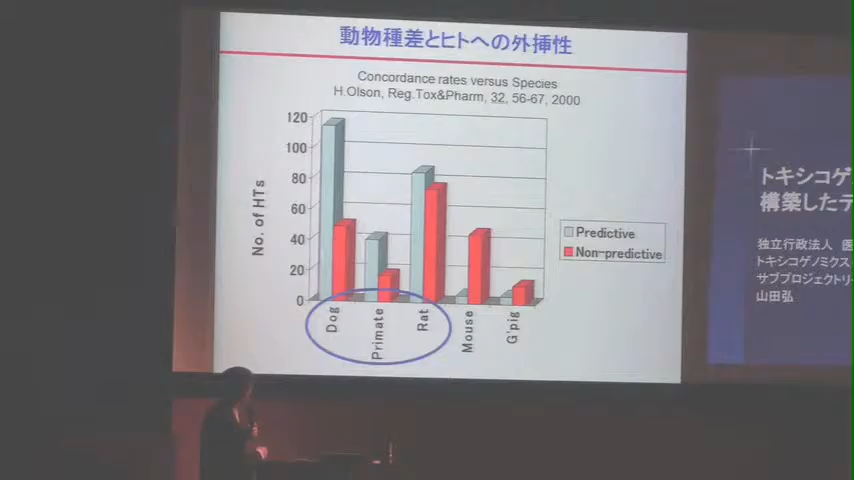 動物種差とヒトへの外挿性
Concordance rates versus Species
H.Olson, Reg.Tox&Pharm, 32, 56-67, 2000
120
100
80
60
40
20
0
No. of HTs
Dog
Primate
Rat
Mouse
G'pig
Predictive
Non-predictive
トキシコゲ
構築したデ
独立行政法人 医
トキシコゲノミクス
サブプロジェクトリー
山田弘